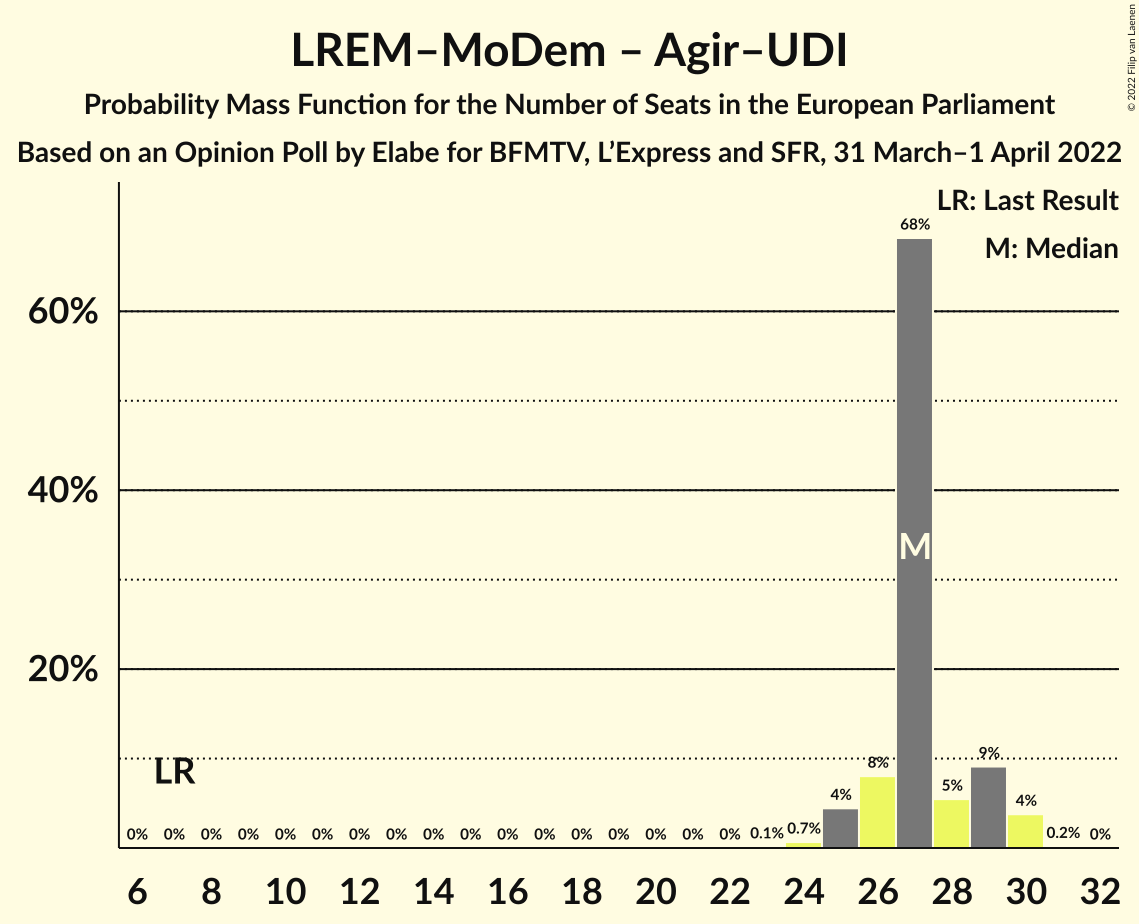 LREM–MoDem – Agir–UDI
Probability Mass Function for the Number of Seats in the European Parliament
Based on an Opinion Poll by Elabe for BFMTV, L’Express and SFR, 31 March–1 April 2022
© 2022 Filip van Laenen
LR: Last Result
M: Median
68%
60%
40%
M
20%
LR
0% 0% 0% 0% 0% 0% 0% 0% 0% 0% 0% 0% 0% 0% 0% 0% 0% 0.1% 0.7% 4% 8% 5% 9% 4% 0.2% 0%
6 8 10 12 14 16 18 20 22 24 26 28 30 32